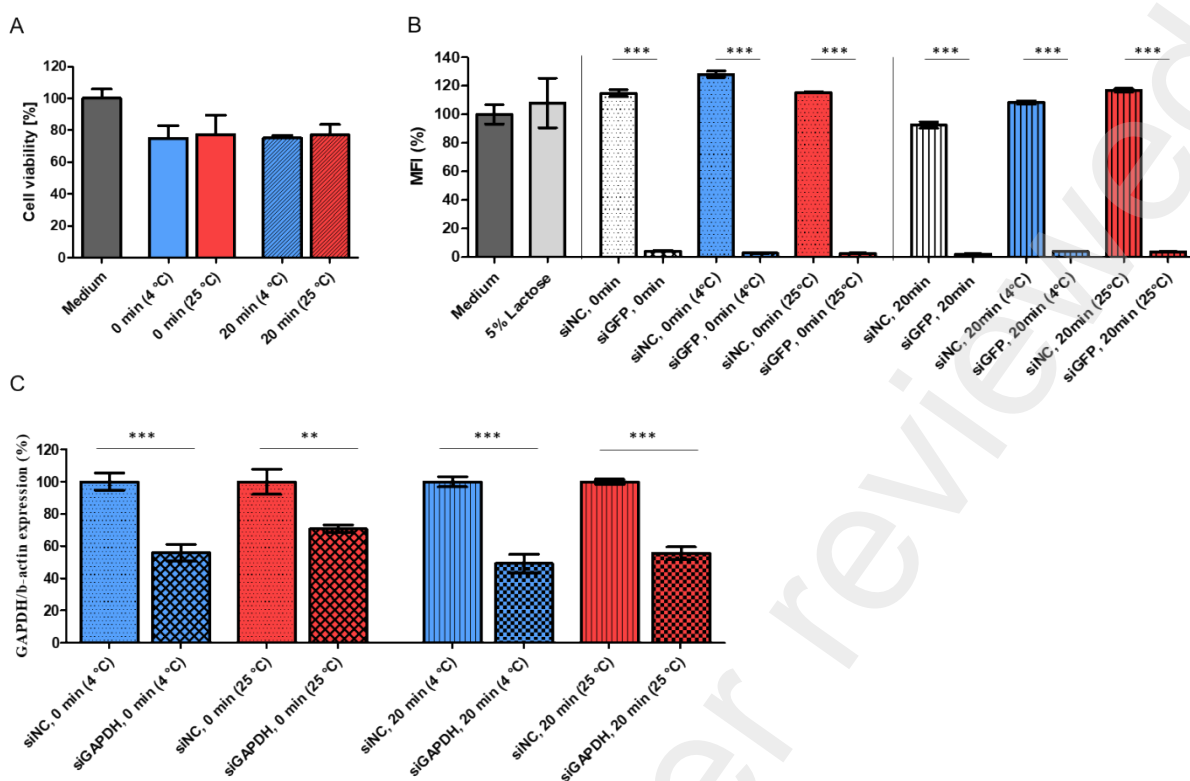 A
Cell viability [%]
120
100
80
60
40
20
0
Medium
0 min (4 °C)
0 min (25 °C)
20 min (4 °C)
20 min (25 °C)
B
*** *** *** *** *** ***
MFI (%)
140
120
100
80
60
40
20
0
Medium
5% Lactose
siNC, 0min
siGFP, 0min
siNC, 0min (4°C)
siGFP, 0min (4°C)
siNC, 0min (25°C)
siGFP, 0min (25°C)
siNC, 20min
siGFP, 20min
siNC, 20min (4°C)
siGFP, 20min (4°C)
siNC, 20min (25°C)
siGFP, 20min (25°C)
C
*** ** *** ***
GAPDH/b-actin expression (%)
120
100
80
60
40
20
0
siNC, 0 min (4 °C)
siGAPDH, 0 min (4 °C)
siNC, 0 min (25 °C)
siGAPDH, 0 min (25 °C)
siNC, 20 min (4 °C)
siGAPDH, 20 min (4 °C)
siNC, 20 min (25 °C)
siGAPDH, 20 min (25 °C)
er reviewed